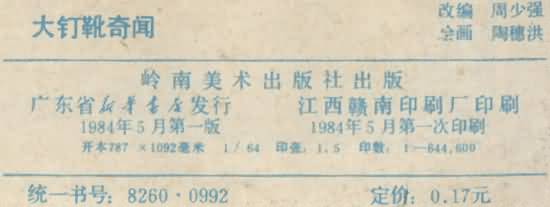 大钉靴奇闻
改编 周少强
绘画 陶穗洪
岭南美术出版社出版
广东省新华书店发行 江西赣南印刷厂印刷
1984年5月第一版 1984年5月第一次印刷
开本787 ×1092毫米 1/64 印张：1.5 印数：1—644,600
统一书号：8260·0992 定价：0.17元